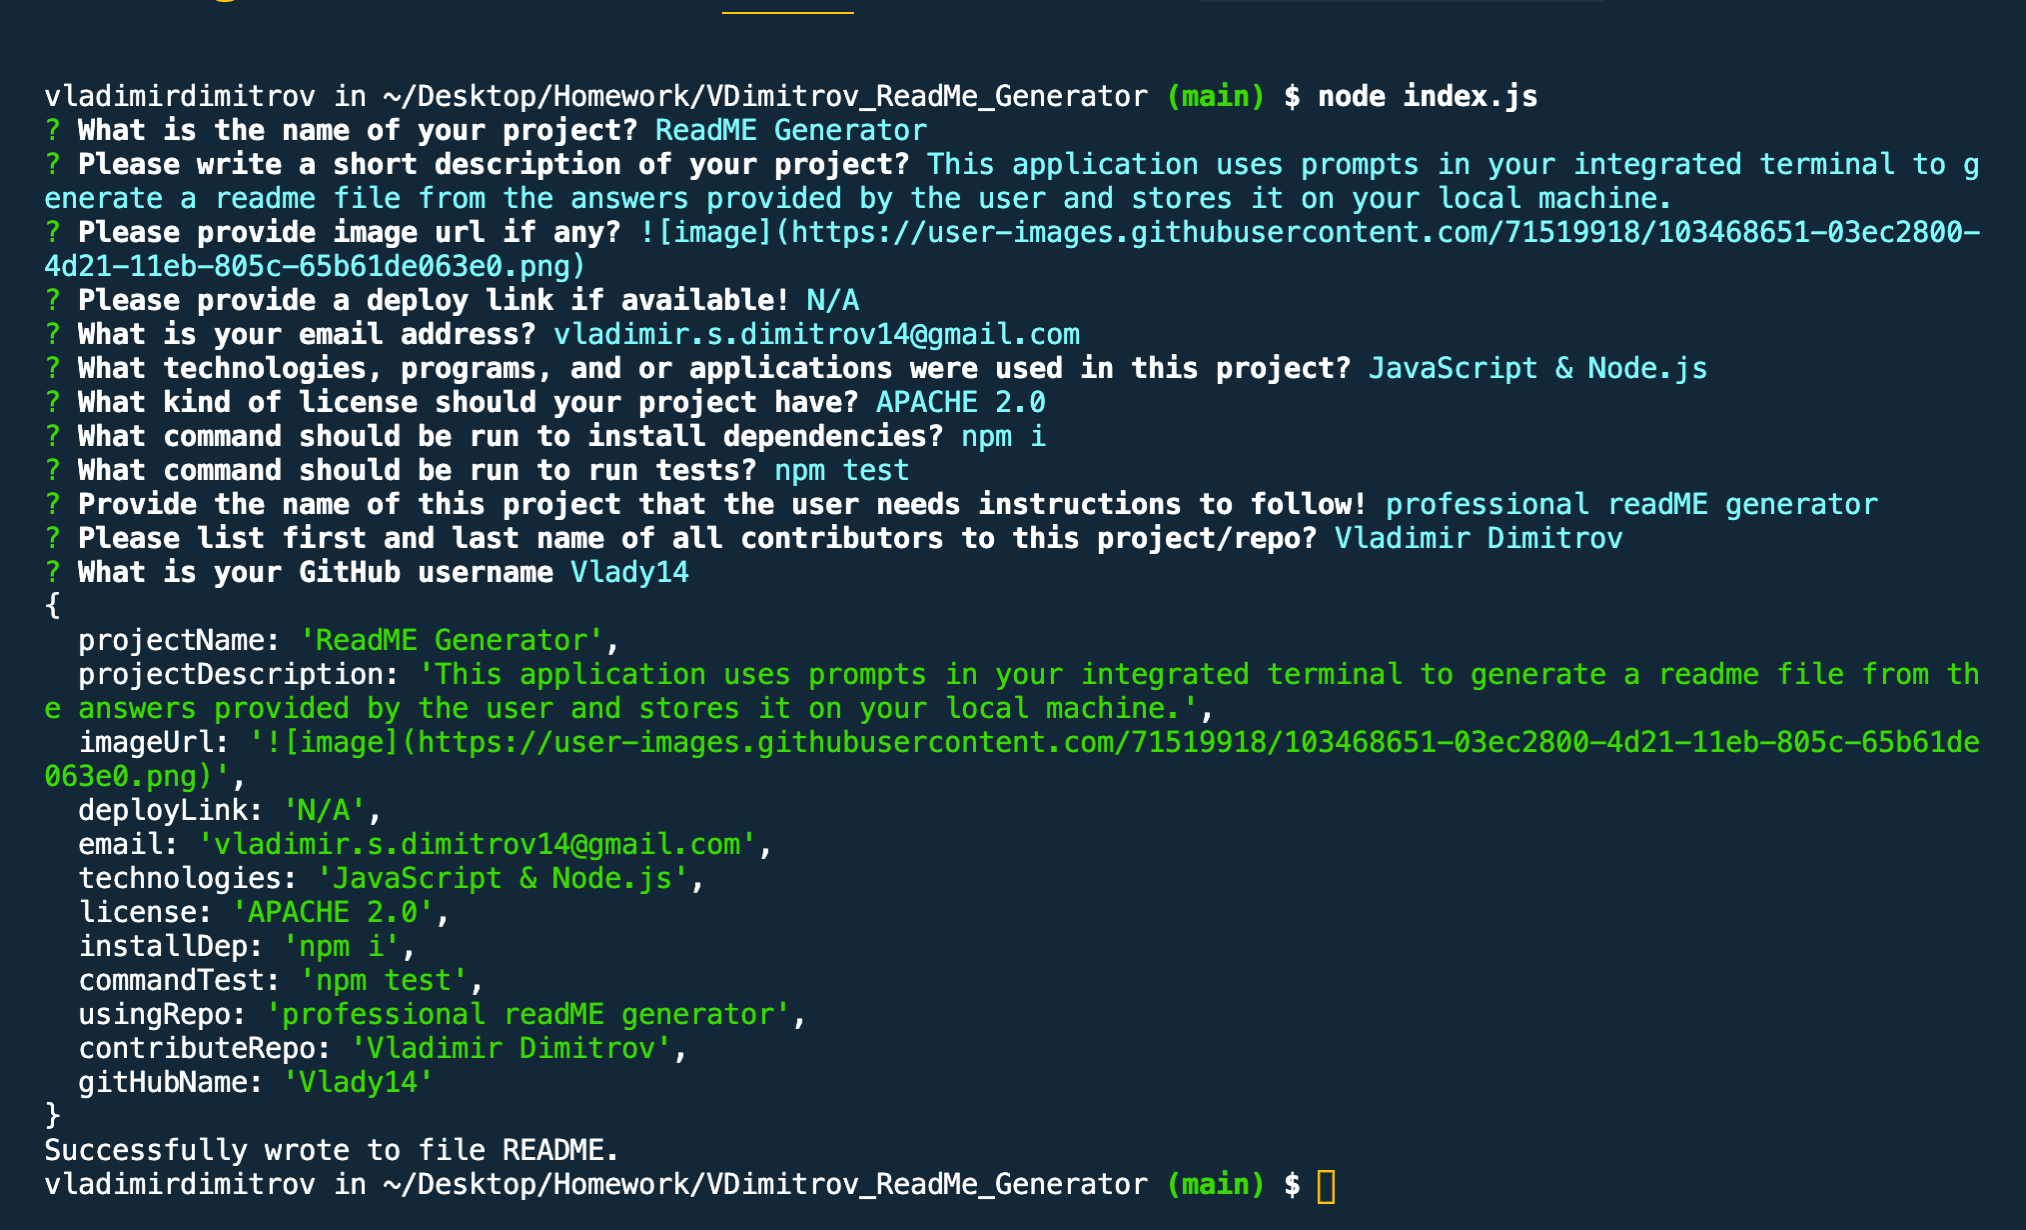 vladimirdimitrov in ~/Desktop/Homework/VDimitrov_ReadMe_Generator (main) $ node index.js
? What is the name of your project? ReadME Generator
? Please write a short description of your project? This application uses prompts in your integrated terminal to g
enerate a readme file from the answers provided by the user and stores it on your local machine.
? Please provide image url if any? ![image](https://user-images.githubusercontent.com/71519918/103468651-03ec2800-
4d21-11eb-805c-65b61de063e0.png)
? Please provide a deploy link if available! N/A
? What is your email address? vladimir.s.dimitrov14@gmail.com
? What technologies, programs, and or applications were used in this project? JavaScript & Node.js
? What kind of license should your project have? APACHE 2.0
? What command should be run to install dependencies? npm i
? What command should be run to run tests? npm test
? Provide the name of this project that the user needs instructions to follow! professional readME generator
? Please list first and last name of all contributors to this project/repo? Vladimir Dimitrov
? What is your GitHub username Vlady14
{
  projectName: 'ReadME Generator',
  projectDescription: 'This application uses prompts in your integrated terminal to generate a readme file from th
e answers provided by the user and stores it on your local machine.',
  imageUrl: '![image](https://user-images.githubusercontent.com/71519918/103468651-03ec2800-4d21-11eb-805c-65b61de
063e0.png)',
  deployLink: 'N/A',
  email: 'vladimir.s.dimitrov14@gmail.com',
  technologies: 'JavaScript & Node.js',
  license: 'APACHE 2.0',
  installDep: 'npm i',
  commandTest: 'npm test',
  usingRepo: 'professional readME generator',
  contributeRepo: 'Vladimir Dimitrov',
  gitHubName: 'Vlady14'
}
Successfully wrote to file README.
vladimirdimitrov in ~/Desktop/Homework/VDimitrov_ReadMe_Generator (main) $